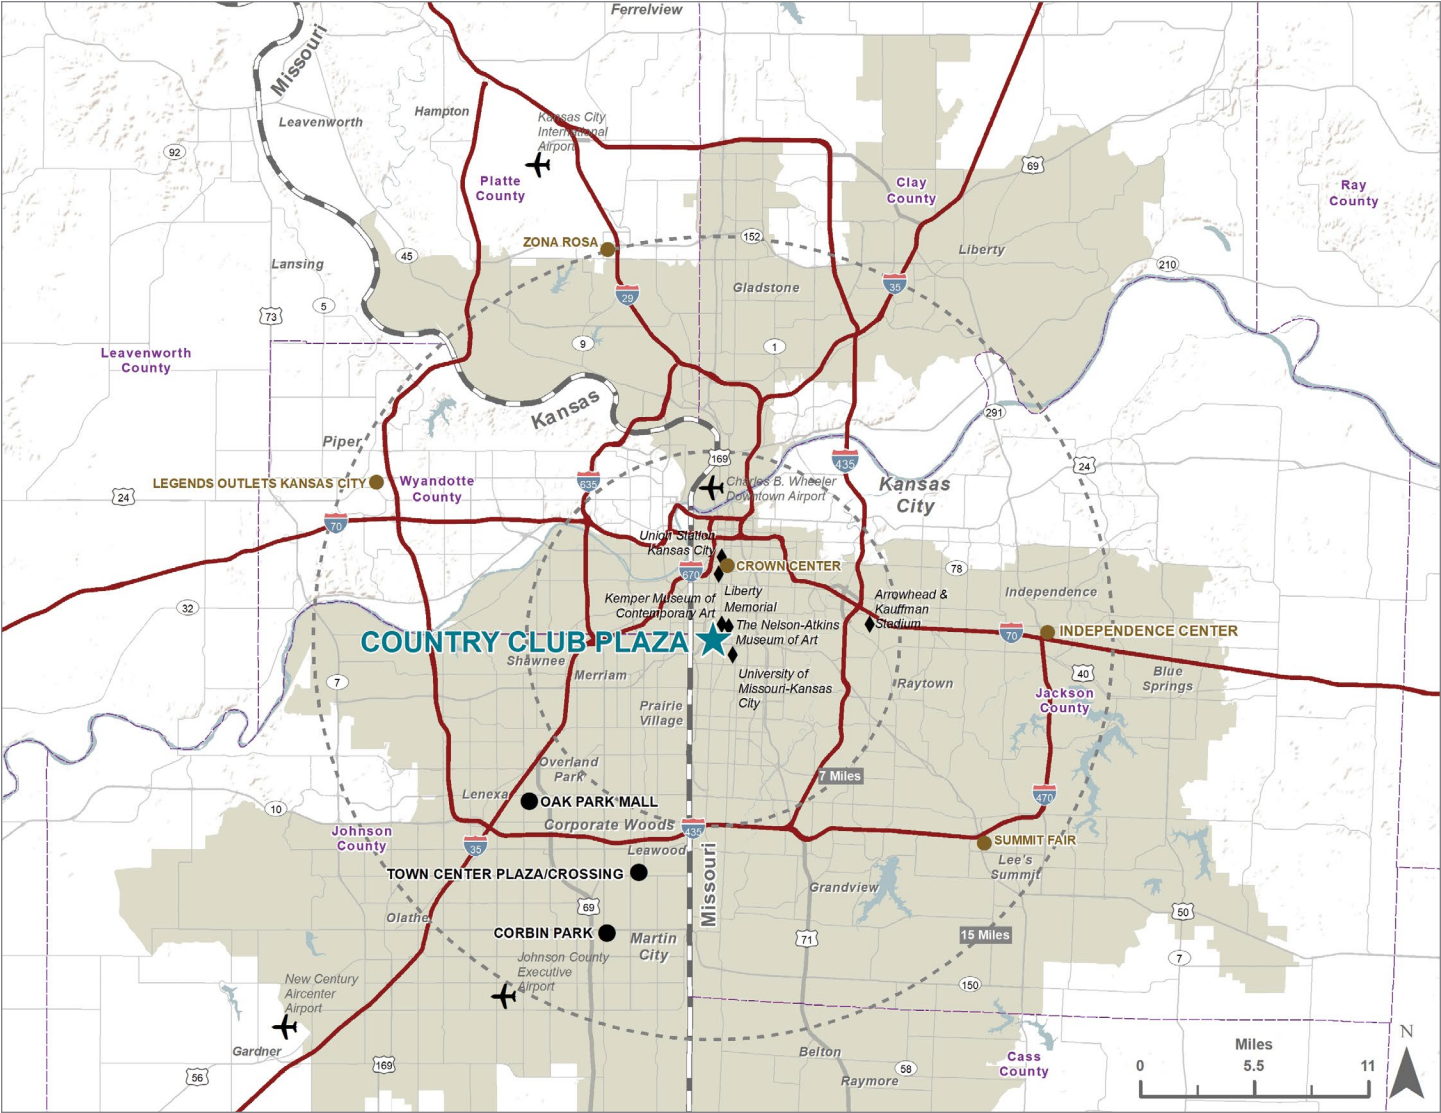 Ferrelview
Missouri
Hampton
Leavenworth
Kansas City
International
Airport
92
69
Platte
County
Clay
County
Ray
County
ZONA ROSA
152
45
Liberty
Lansing
210
Gladstone
29
35
5
73
9
1
Leavenworth
County
Kansas
291
Piper
169
435
24
LEGENDS OUTLETS KANSAS CITY
Wyandotte
County
635
Charles B. Wheeler
Downtown Airport
Kansas
City
24
70
Union Station
Kansas City
670
CROWN CENTER
78
Liberty
Memorial
Independence
32
Kemper Museum of
Contemporary Art
Arrowhead &
Kauffman
Stadium
The Nelson-Atkins
Museum of Art
70
INDEPENDENCE CENTER
COUNTRY CLUB PLAZA
Shawnee
Merriam
University of
Missouri-Kansas
City
7
Raytown
40
Blue
Springs
Jackson
County
Prairie
Village
Overland
Park
7 Miles
Lenexa
OAK PARK MALL
470
10
Corporate Woods
435
Johnson
County
35
Leawood
SUMMIT FAIR
Lee's
Summit
TOWN CENTER PLAZA/CROSSING
Missouri
Grandview
69
50
Olathe
CORBIN PARK
Martin
City
71
15 Miles
7
Johnson County
Executive
Airport
New Century
Aircenter
Airport
150
Gardner
169
56
Belton
Raymore
58
Cass
County
Miles
0
5.5
11
N